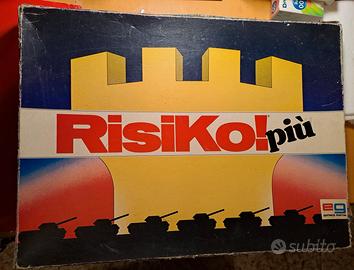 RisiKo! più
eg
subito